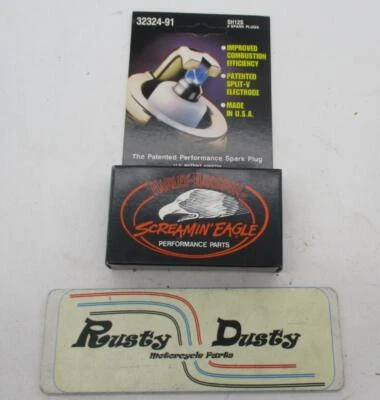 32324-91
SH12S
2 SPARK PLUGS
IMPROVED
COMBUSTION
EFFICIENCY
PATENTED
SPLIT-V
ELECTRODE
MADE
IN U.S.A.
The Patented Performance Spark Plug
HARLEY-DAVIDSON
SCREAMIN' EAGLE
PERFORMANCE PARTS
Rusty Dusty
Motorcycle Parts